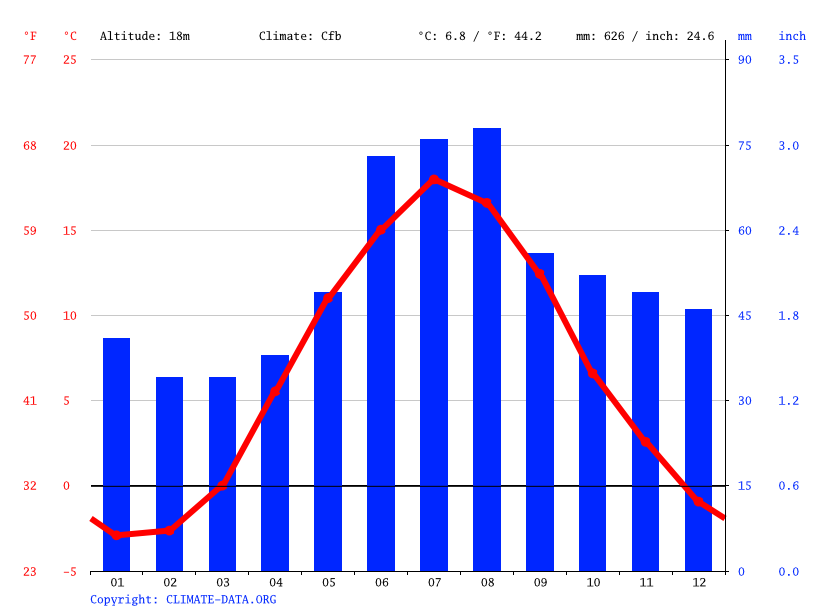 °F °C Altitude: 18m Climate: Cfb °C: 6.8 / °F: 44.2 mm: 626 / inch: 24.6 mm inch
77 25 90 3.5
68 20 75 3.0
59 15 60 2.4
50 10 45 1.8
41 5 30 1.2
32 0 15 0.6
23 -5 0 0.0
01 02 03 04 05 06 07 08 09 10 11 12
Copyright: CLIMATE-DATA.ORG